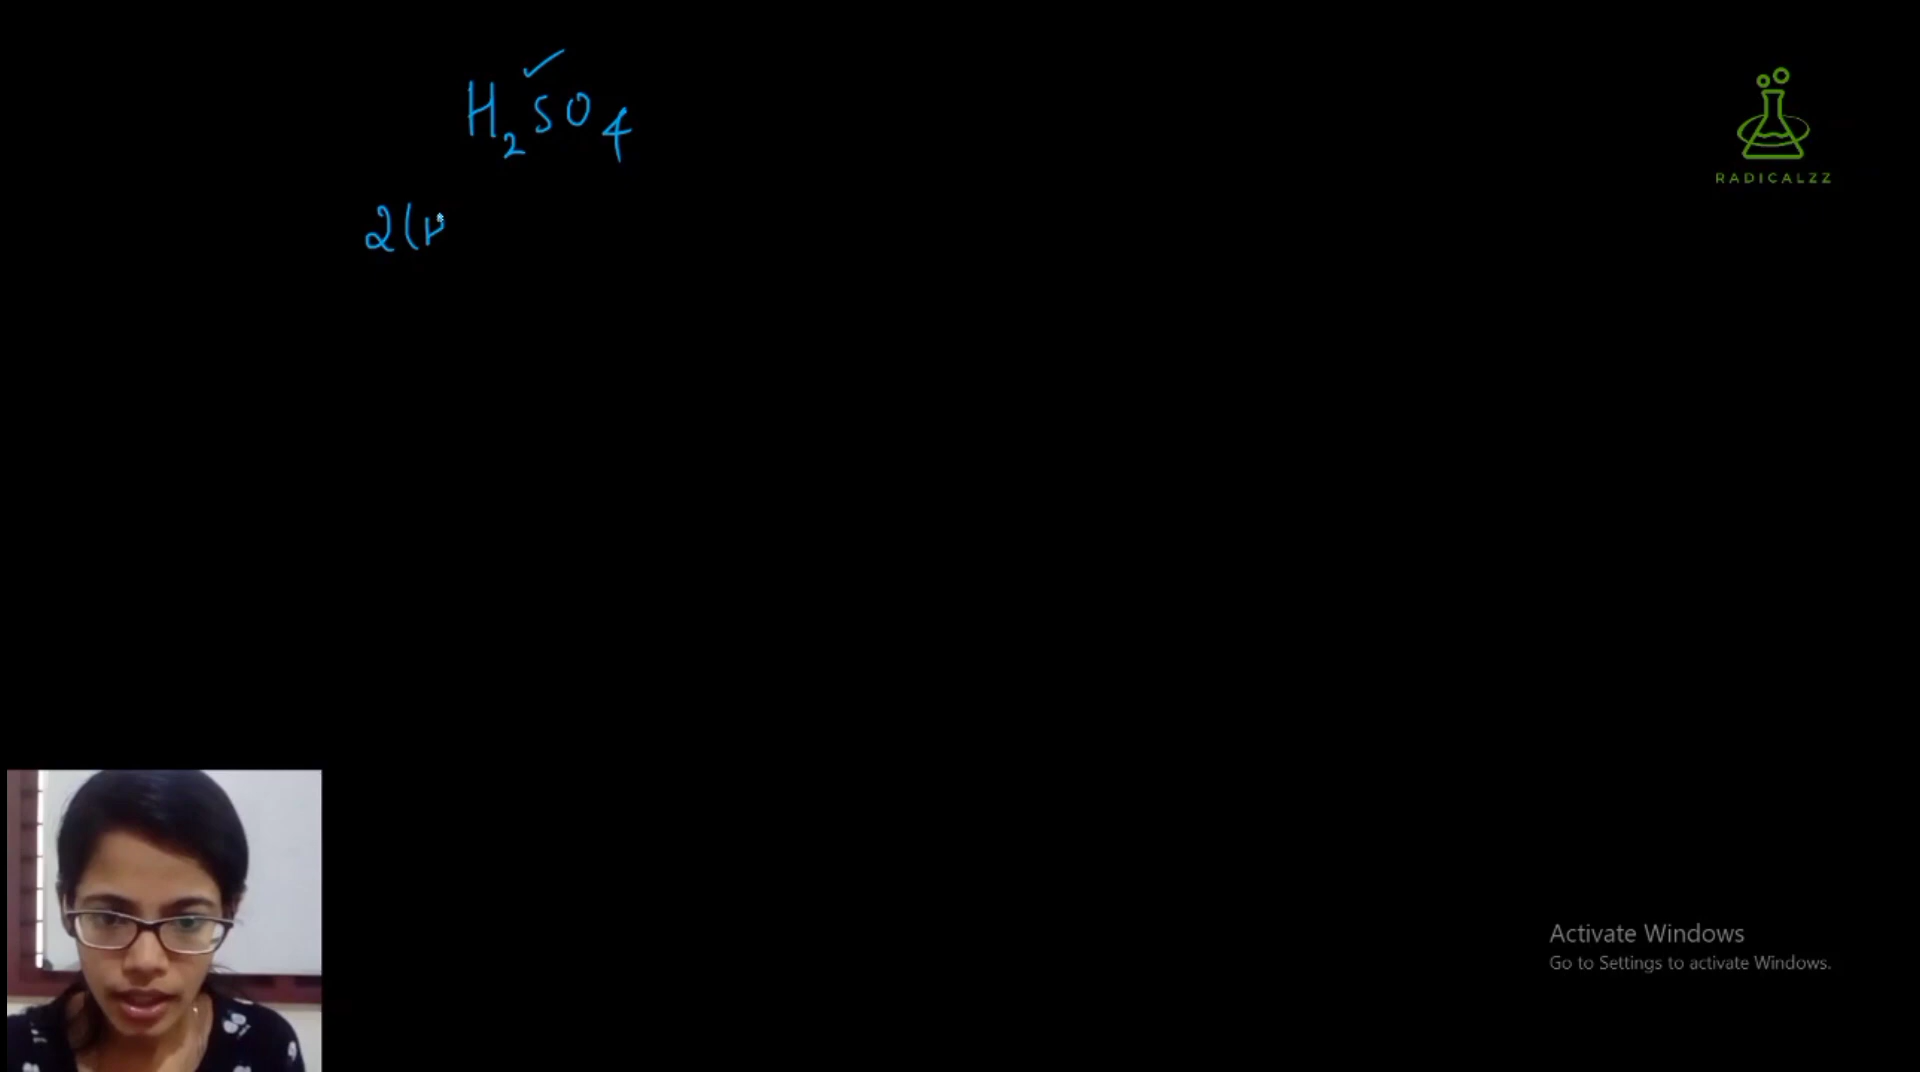 H₂SO₄
2(H
RADICALZZ
Activate Windows
Go to Settings to activate Windows.